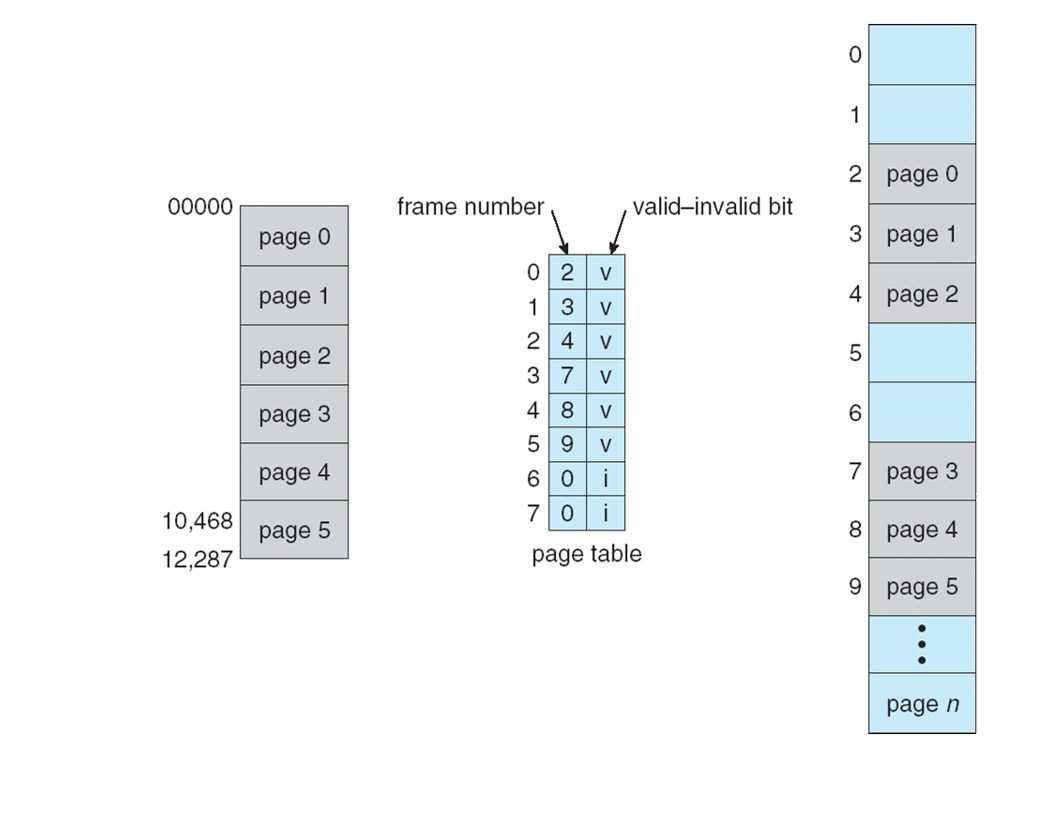 00000
page 0
page 1
page 2
page 3
page 4
10,468
page 5
12,287
frame number
valid–invalid bit
0 2 v
1 3 v
2 4 v
3 7 v
4 8 v
5 9 v
6 0 i
7 0 i
page table
0
1
2 page 0
3 page 1
4 page 2
5
6
7 page 3
8 page 4
9 page 5
page n